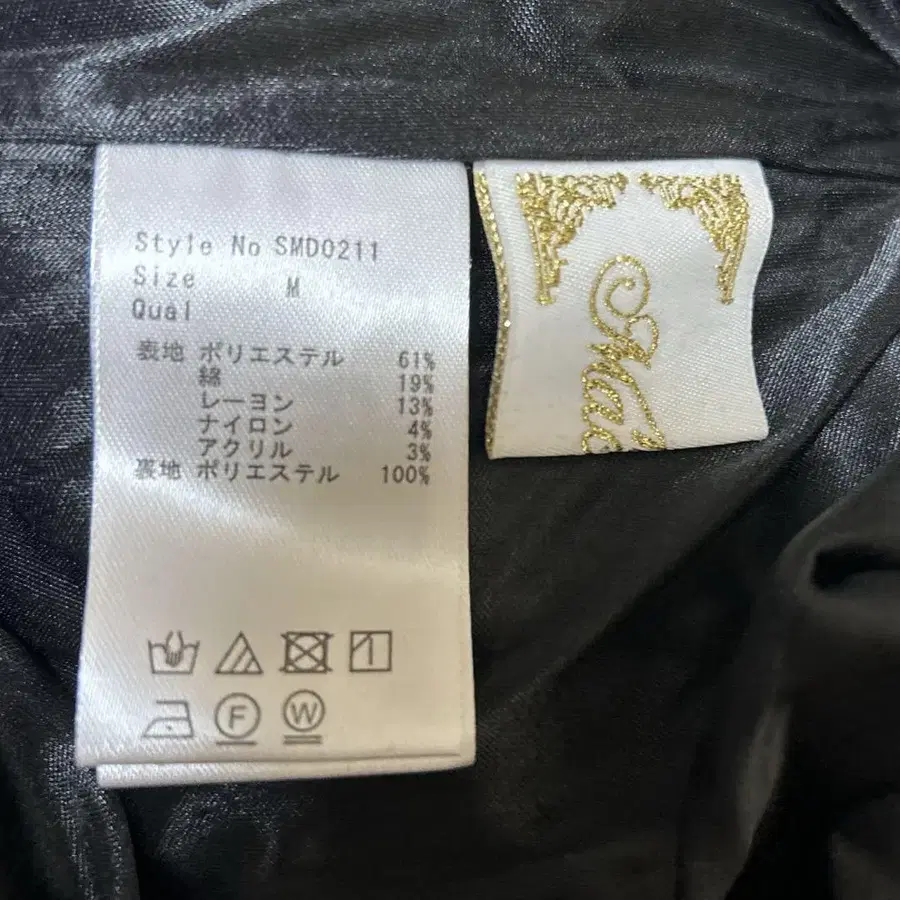 Style No SMD0211
Size M
Qual
表地 ポリエステル 61%
綿 19%
レーヨン 13%
ナイロン 4%
アクリル 3%
裏地 ポリエステル 100%
F
W